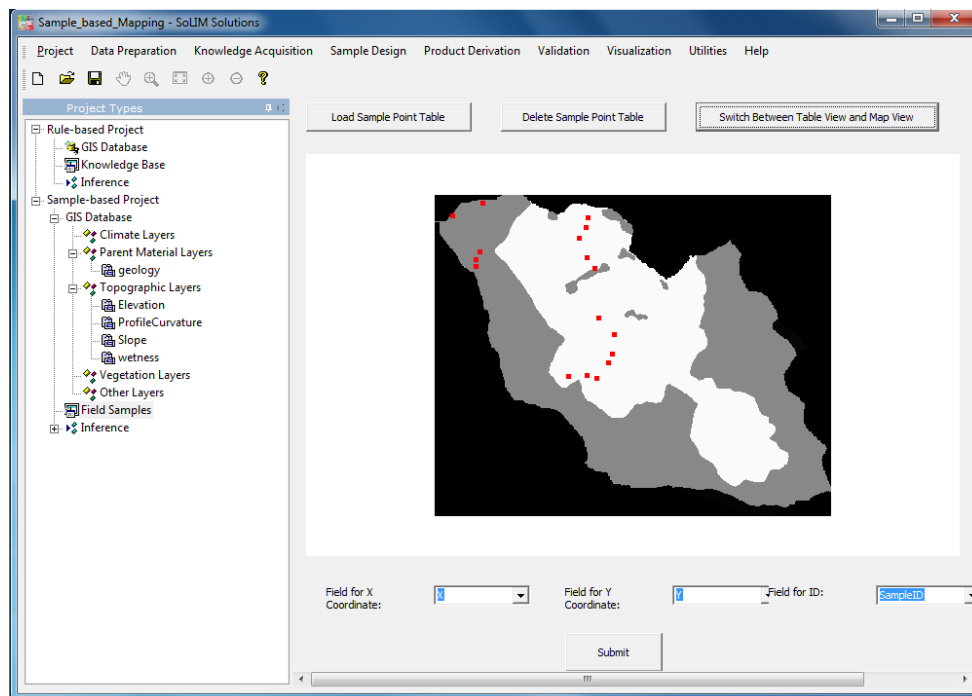 Sample_based_Mapping - SoLIM Solutions
Project Data Preparation Knowledge Acquisition Sample Design Product Derivation Validation Visualization Utilities Help
Project Types
Load Sample Point Table Delete Sample Point Table Switch Between Table View and Map View
Rule-based Project
GIS Database
Knowledge Base
Inference
Sample-based Project
GIS Database
Climate Layers
Parent Material Layers
geology
Topographic Layers
Elevation
ProfileCurvature
Slope
wetness
Vegetation Layers
Other Layers
Field Samples
Inference
Field for X
Coordinate:
X
Field for Y
Coordinate:
Y
Field for ID:
SampleID
Submit